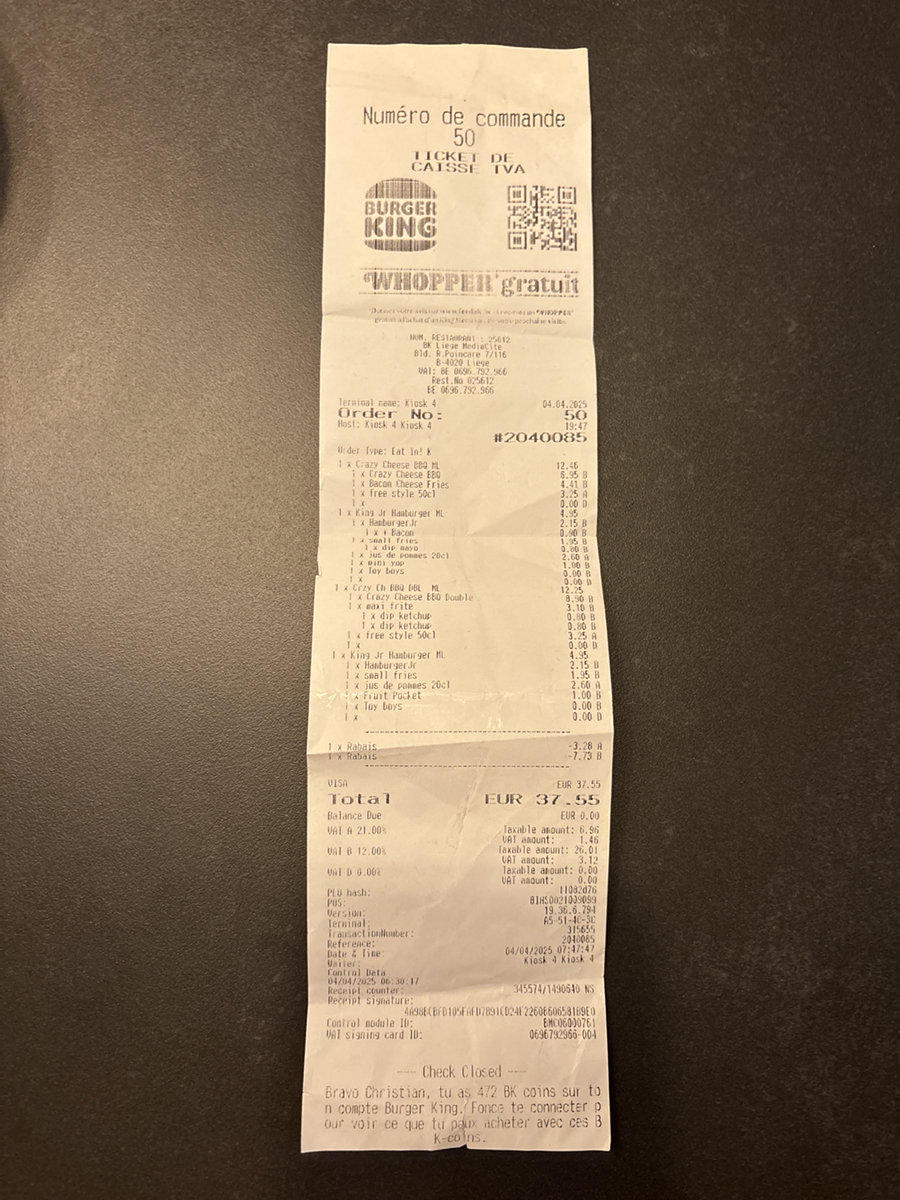 Numéro de commande
50
TICKET DE
CAISSE TVA
BURGER
KING
WHOPPER gratuit
NUM. RESTAURANT : 25612
BK Liege MediaCite
Bld. R.Poincare 7/116
B-4020 Liege
VAT: BE 0696.792.966
Rest.No 025612
BE 0696.792.966
Terminal name: Kiosk 4 04.04.2025
Order No: 50
Host: Kiosk 4 Kiosk 4 19:47
#2040085
Order Type: Eat In! K
1 x Crazy Cheese BBQ ML 12.46
1 x Crazy Cheese BBQ 6.95 B
1 x Bacon Cheese Fries 4.41 B
1 x free style 50cl 3.25 A
1 x 0.00 D
1 x King Jr Hamburger ML 4.95
1 x HamburgerJr 2.15 B
1 x + Bacon 0.90 B
1 x small fries 1.95 B
1 x dip mayo 0.80 B
1 x jus de pommes 20cl 2.60 A
1 x mini yop 1.00 B
1 x Toy boys 0.00 B
1 x 0.00 D
1 x Crzy Ch BBQ DBL ML 12.25
1 x Crazy Cheese BBQ Double 8.90 B
1 x maxi frite 3.10 B
1 x dip ketchup 0.80 B
1 x dip ketchup 0.80 B
1 x free style 50cl 3.25 A
1 x 0.00 D
1 x King Jr Hamburger ML 4.95
1 x HamburgerJr 2.15 B
1 x small fries 1.95 B
1 x jus de pommes 20cl 2.60 A
1 x Fruit Pocket 1.00 B
1 x Toy boys 0.00 B
1 x 0.00 D
1 x Rabais -3.28 A
1 x Rabais -7.73 B
VISA EUR 37.55
Total EUR 37.55
Balance Due EUR 0.00
VAT A 21.00% Taxable amount: 6.96
VAT amount: 1.46
VAT B 12.00% Taxable amount: 26.01
VAT amount: 3.12
VAT D 0.00% Taxable amount: 0.00
VAT amount: 0.00
PLU hash: 11082d76
POS: BIHS0021009099
Version: 19.36.6.794
Terminal: A5-51-4C-3C
TransactionNumber: 315655
Reference: 2040085
Date & Time: 04/04/2025 07:47:47
Waiter: Kiosk 4 Kiosk 4
Control Data
04/04/2025 06:30:17
Receipt counter: 345574/1490640 NS
Receipt signature:
Control module ID: BMC06000761
VAT signing card ID: 0696792966-004
--- Check Closed ---
Bravo Christian, tu as 472 BK coins sur to
n compte Burger King. Fonce te connecter p
our voir ce que tu peux acheter avec ces B
K-coins.